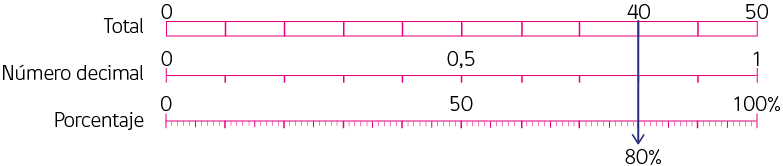 Total 0 40 50
Número decimal 0 0,5 1
Porcentaje 0 50 100%
80%